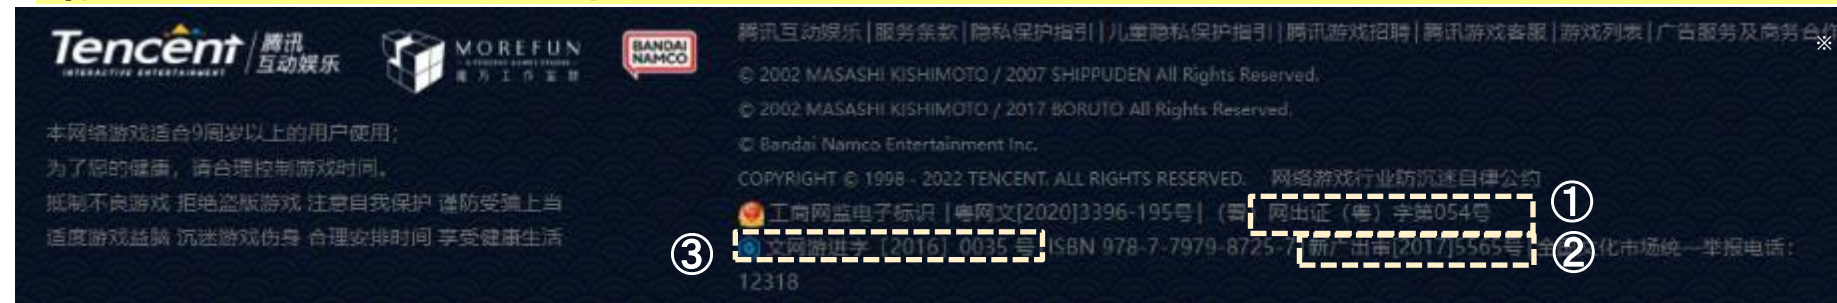 Tencent 腾讯互动娱乐
INTERACTIVE ENTERTAINMENT
MOREFUN
魔方工作室群
BANDAI NAMCO
本网络游戏适合9周岁以上的用户使用;
为了您的健康，请合理控制游戏时间。
抵制不良游戏 拒绝盗版游戏 注意自我保护 谨防受骗上当
适度游戏益脑 沉迷游戏伤身 合理安排时间 享受健康生活
腾讯互动娱乐|服务条款|隐私保护指引|儿童隐私保护指引|腾讯游戏招聘|腾讯游戏客服|游戏列表|广告服务及商务合作
※
© 2002 MASASHI KISHIMOTO / 2007 SHIPPUDEN All Rights Reserved.
© 2002 MASASHI KISHIMOTO / 2017 BORUTO All Rights Reserved.
© Bandai Namco Entertainment Inc.
COPYRIGHT © 1998 - 2022 TENCENT. ALL RIGHTS RESERVED. 网络游戏行业防沉迷自律公约
工商网监电子标识 |粤网文[2020]3396-195号| (署) 网出证（粤）字第054号 ①
③ 文网游进字〔2016〕0035 号 ISBN 978-7-7979-8725-7 |新广出审[2017]5565号 ② 全 化市场统一举报电话：
12318